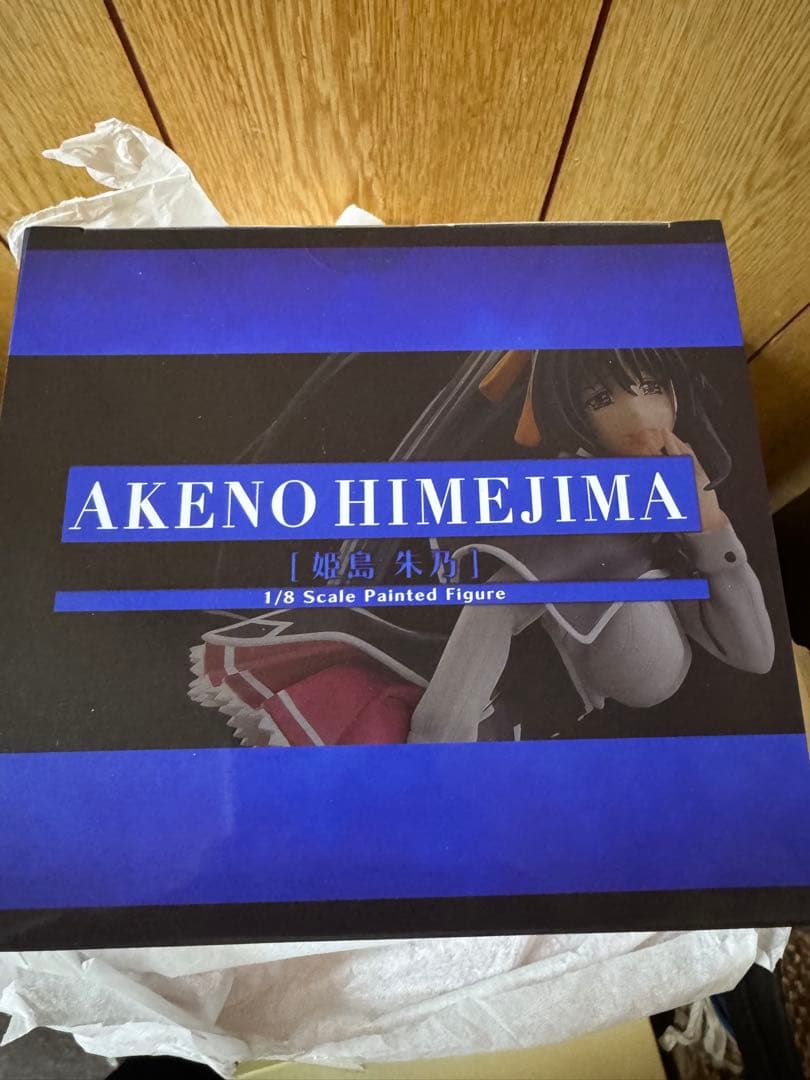 AKENO HIMEJIMA
[姫島 朱乃]
1/8 Scale Painted Figure